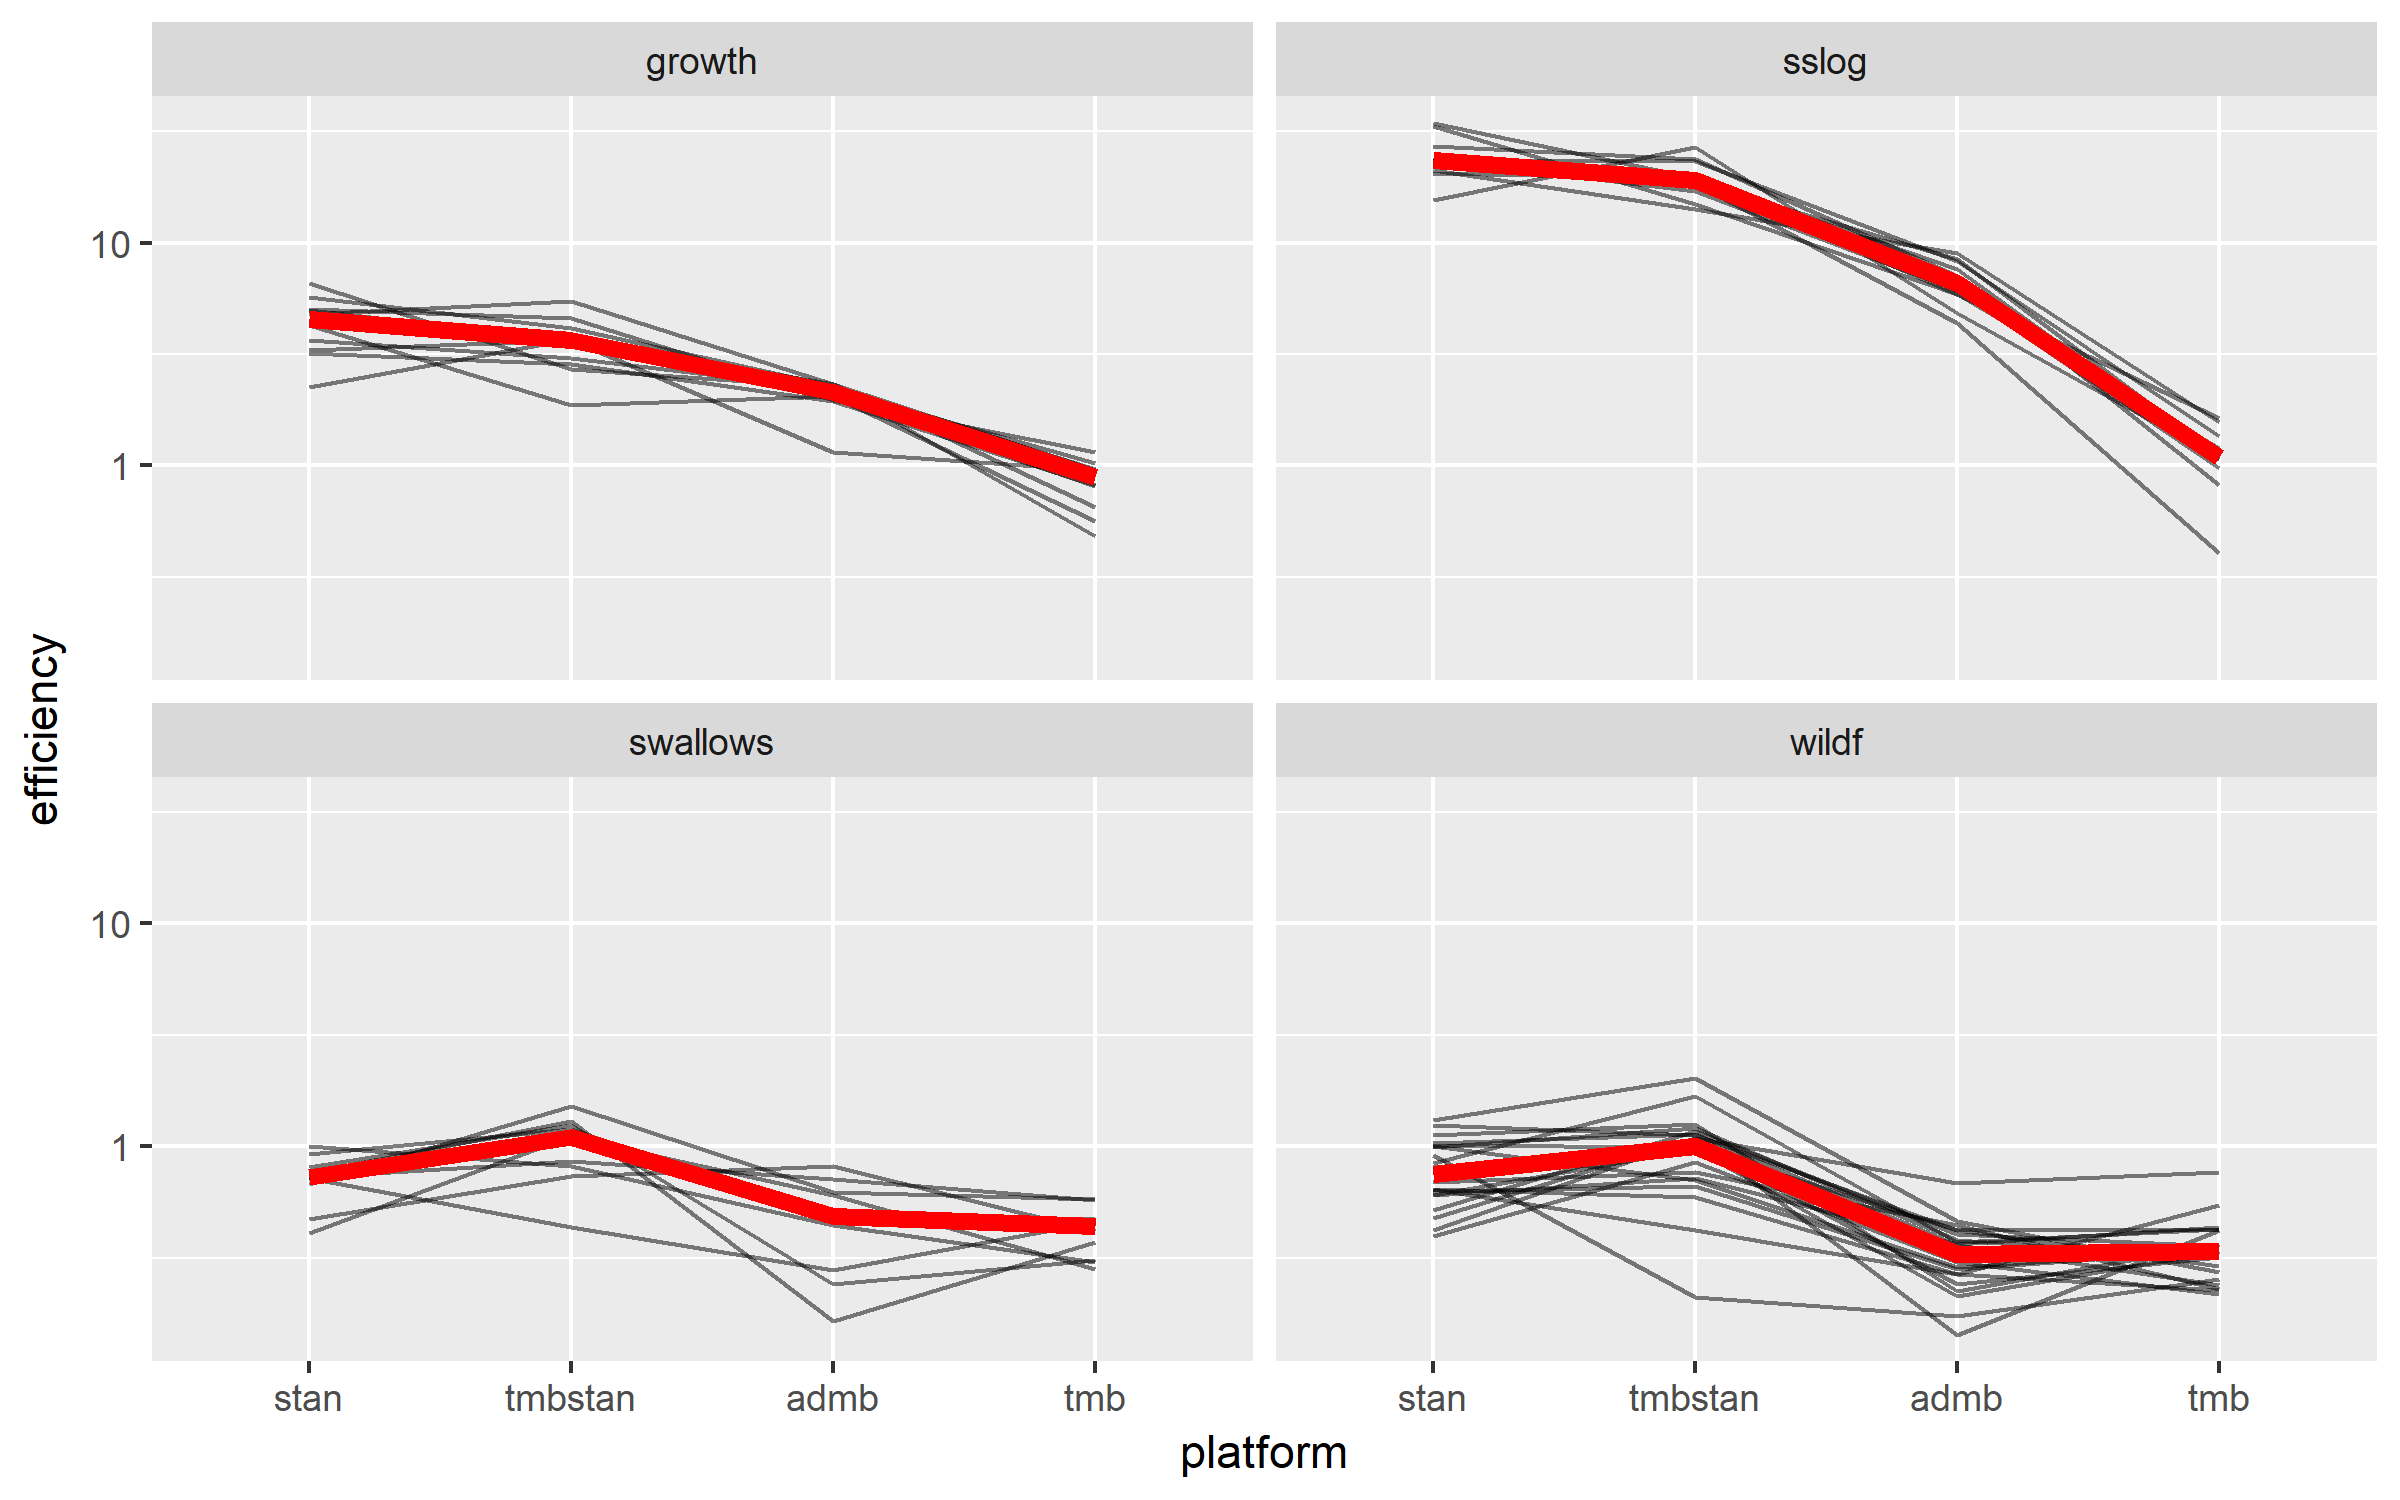 growth
sslog
10
1
swallows
wildf
10
1
efficiency
stan tmbstan admb tmb
stan tmbstan admb tmb
platform